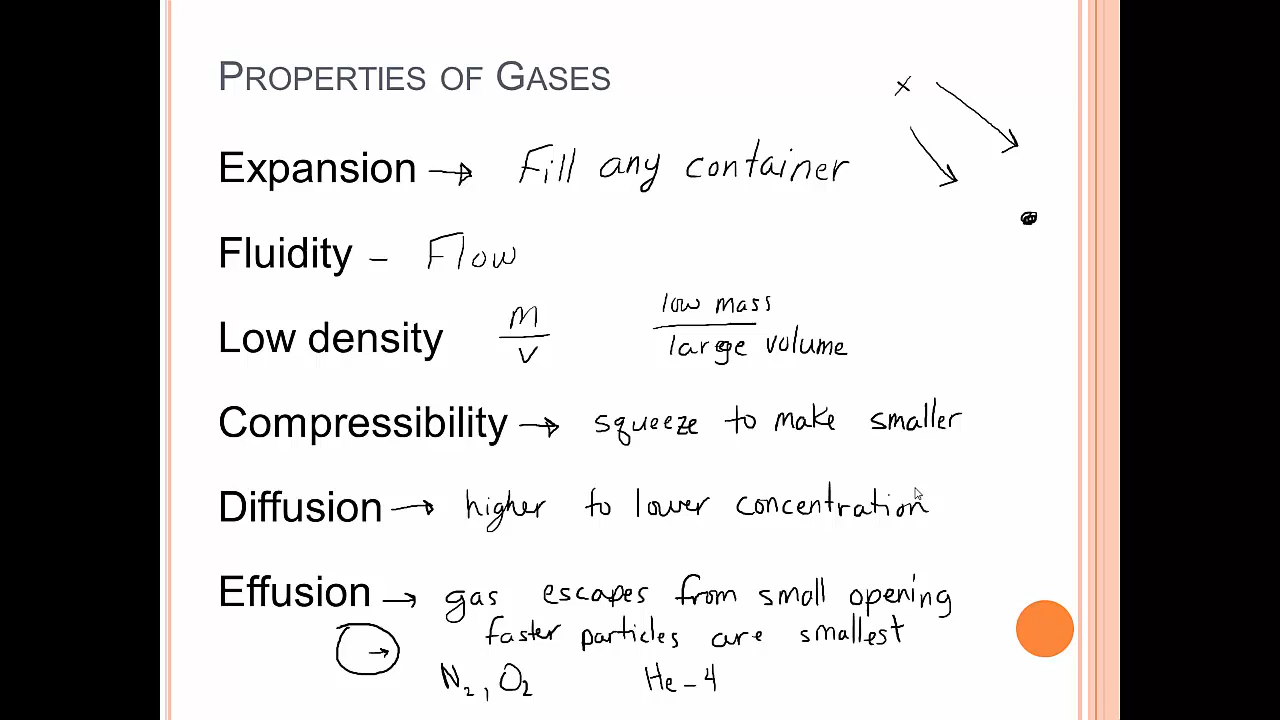 PROPERTIES OF GASES
x
Expansion → Fill any container
Fluidity – Flow
low mass
Low density m/v
large volume
Compressibility → squeeze to make smaller
Diffusion → higher to lower concentration
Effusion → gas escapes from small opening
faster particles are smallest
N₂, O₂ He-4